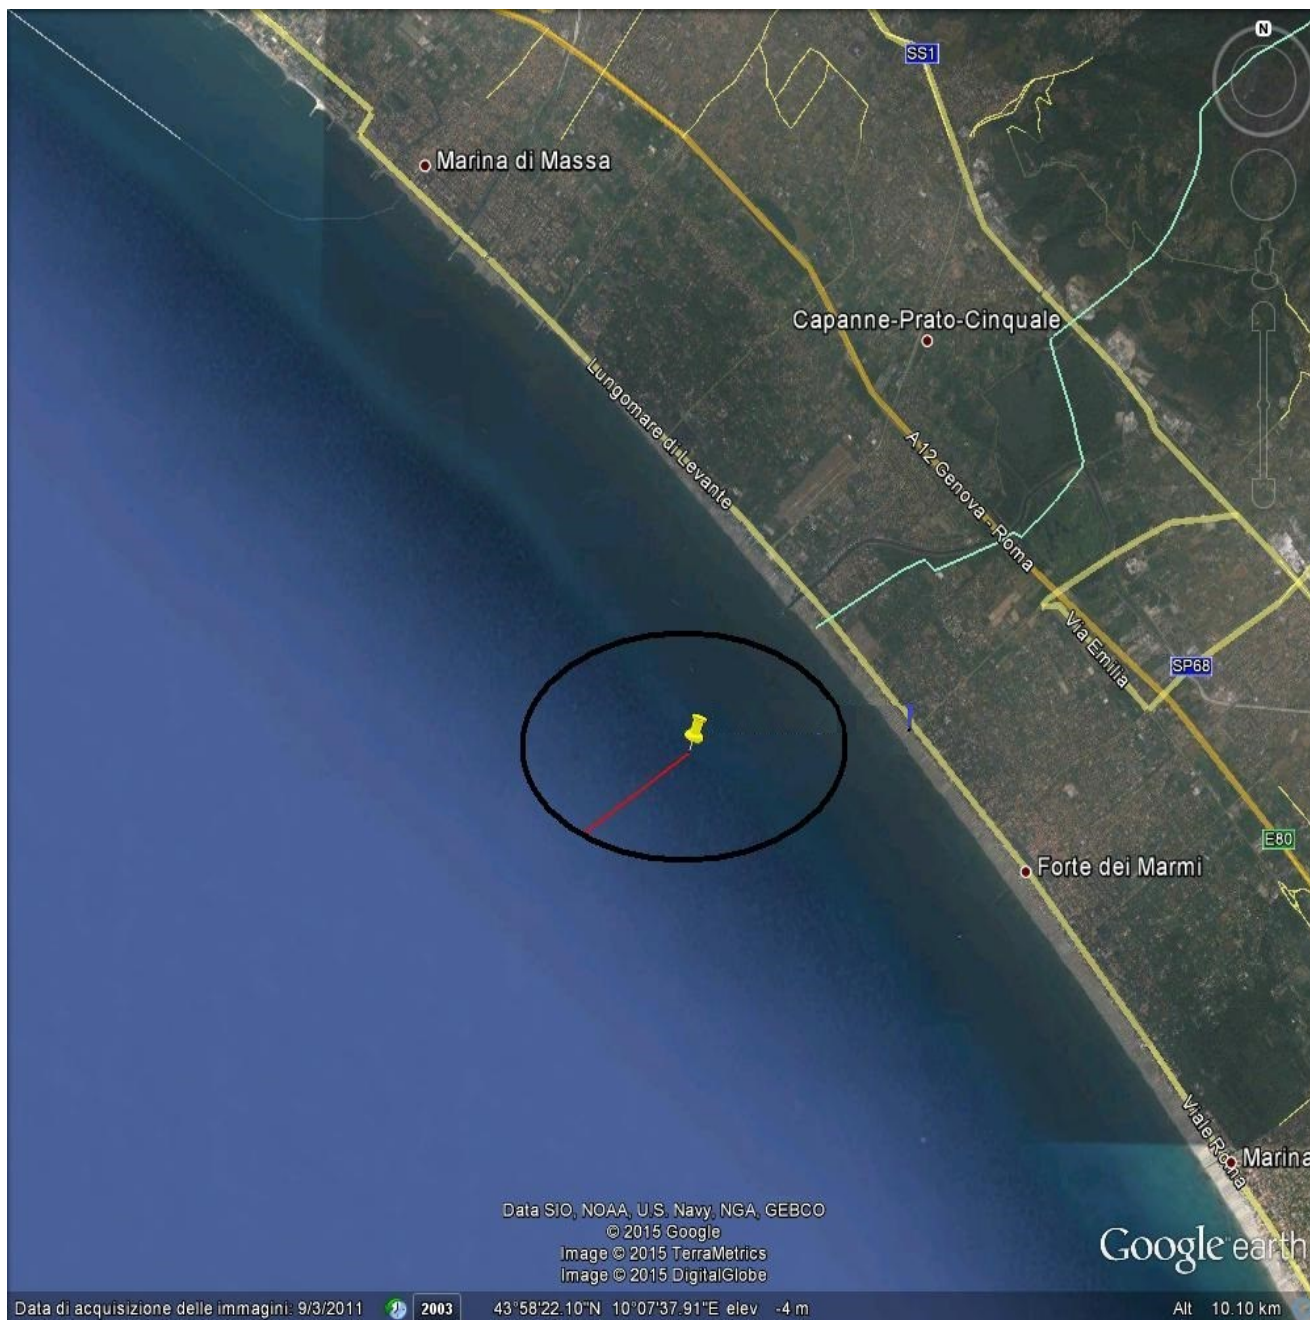 N
SS1
Marina di Massa
Capanne-Prato-Cinquale
Lungomare di Levante
A12 Genova - Roma
Via Emilia
SP68
E80
Forte dei Marmi
Viale Roma
Marina
Data SIO, NOAA, U.S. Navy, NGA, GEBCO
© 2015 Google
Image © 2015 TerraMetrics
Image © 2015 DigitalGlobe
Google earth
Data di acquisizione delle immagini: 9/3/2011 2003 43°58'22.10"N 10°07'37.91"E elev -4 m Alt 10.10 km